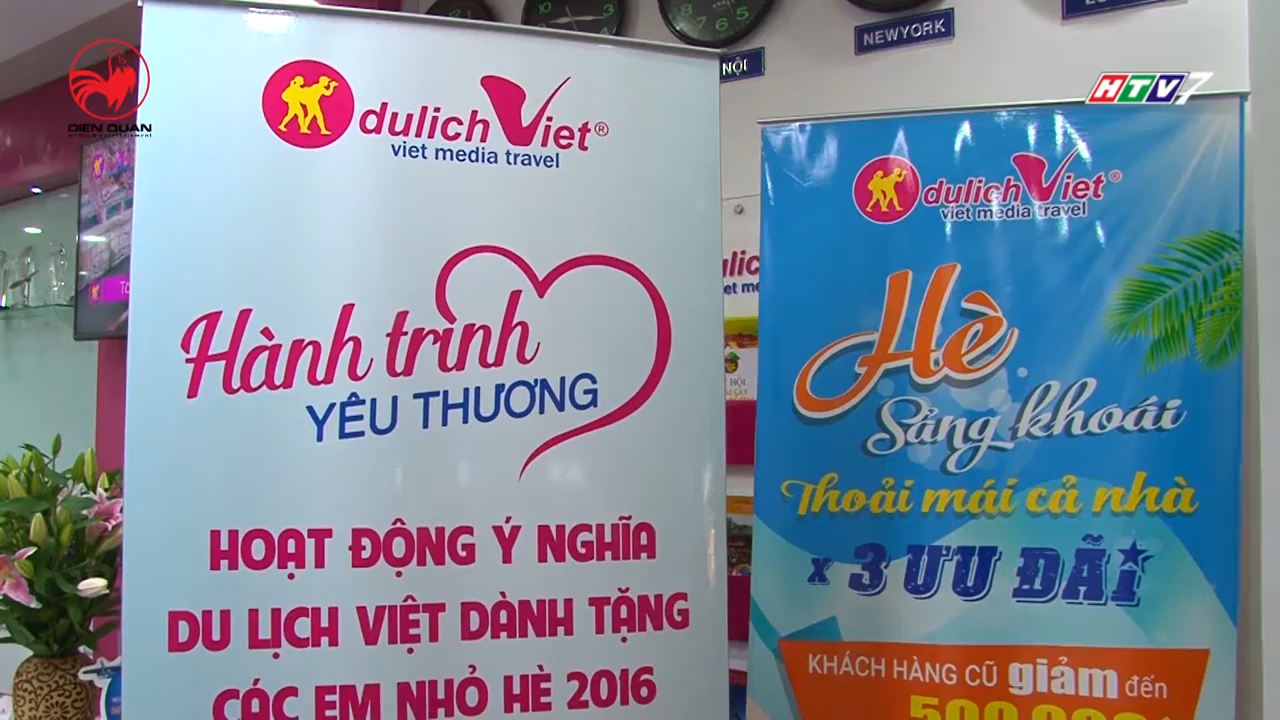 DIEN QUAN
media & entertainment
HTV7
NEWYORK
NỘI
dulichViet®
viet media travel
Hành trình
YÊU THƯƠNG
HOẠT ĐỘNG Ý NGHĨA
DU LỊCH VIỆT DÀNH TẶNG
CÁC EM NHỎ HÈ 2016
dulichViet®
viet media travel
Hè
Sảng khoái
Thoải mái cả nhà
x 3 ƯU ĐÃi
KHÁCH HÀNG CŨ giảm đến